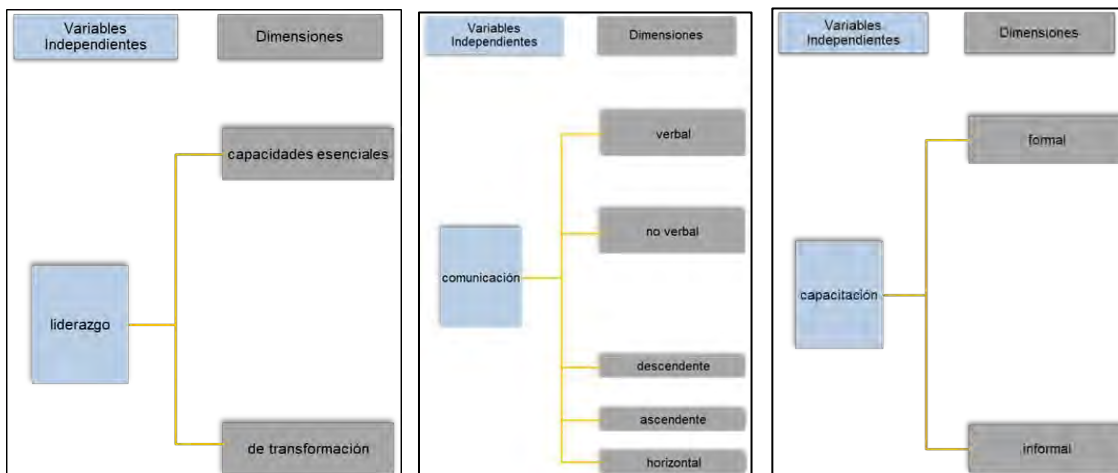 Variables
Independientes
Dimensiones
capacidades esenciales
liderazgo
de transformación
Variables
Independientes
Dimensiones
verbal
no verbal
comunicación
descendente
ascendente
horizontal
Variables
Independientes
Dimensiones
formal
capacitación
informal